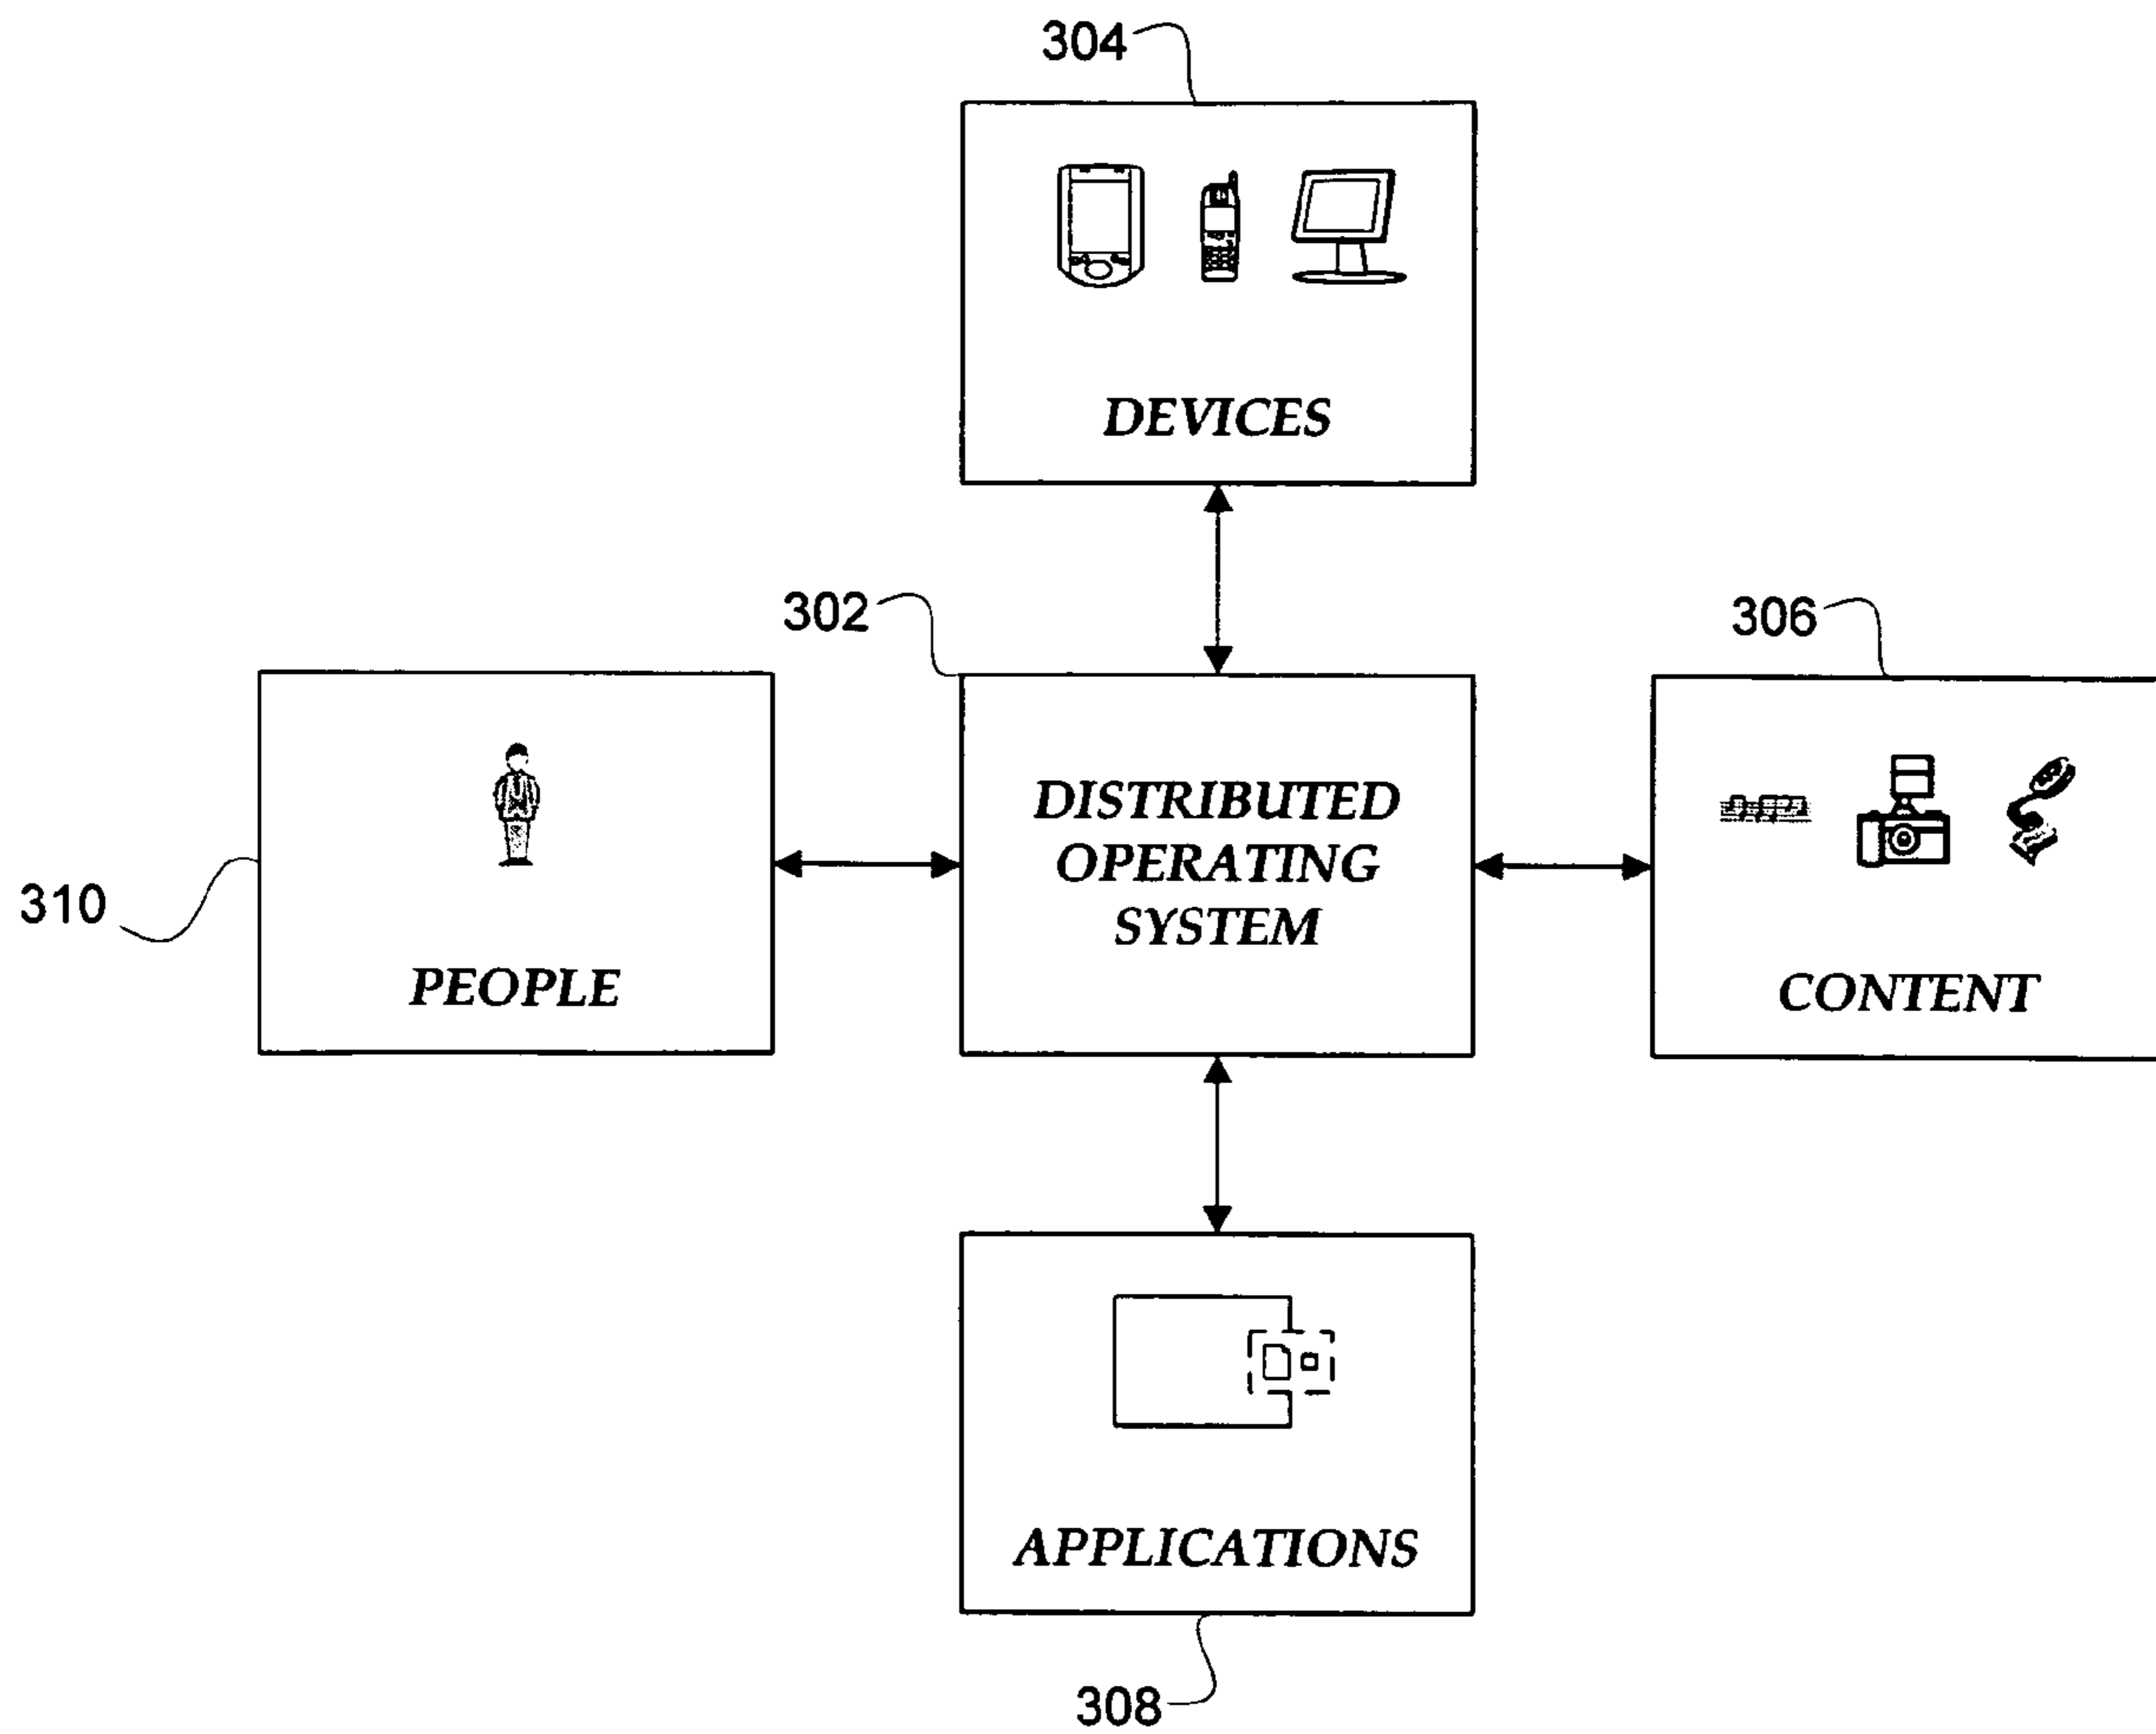 304
DEVICES
302
306
DISTRIBUTED
OPERATING
SYSTEM
310
PEOPLE
CONTENT
APPLICATIONS
308